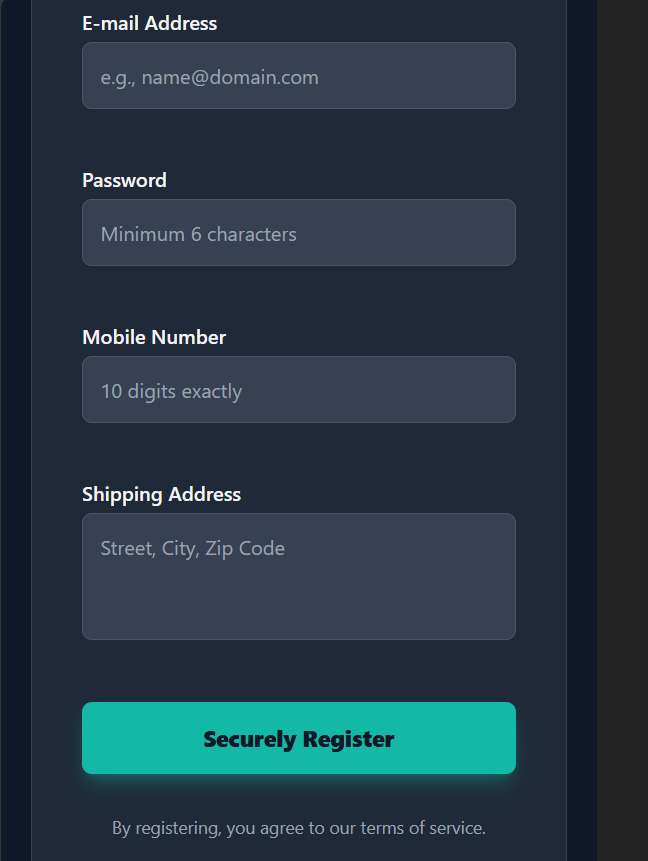 E-mail Address
e.g., name@domain.com
Password
Minimum 6 characters
Mobile Number
10 digits exactly
Shipping Address
Street, City, Zip Code
Securely Register
By registering, you agree to our terms of service.